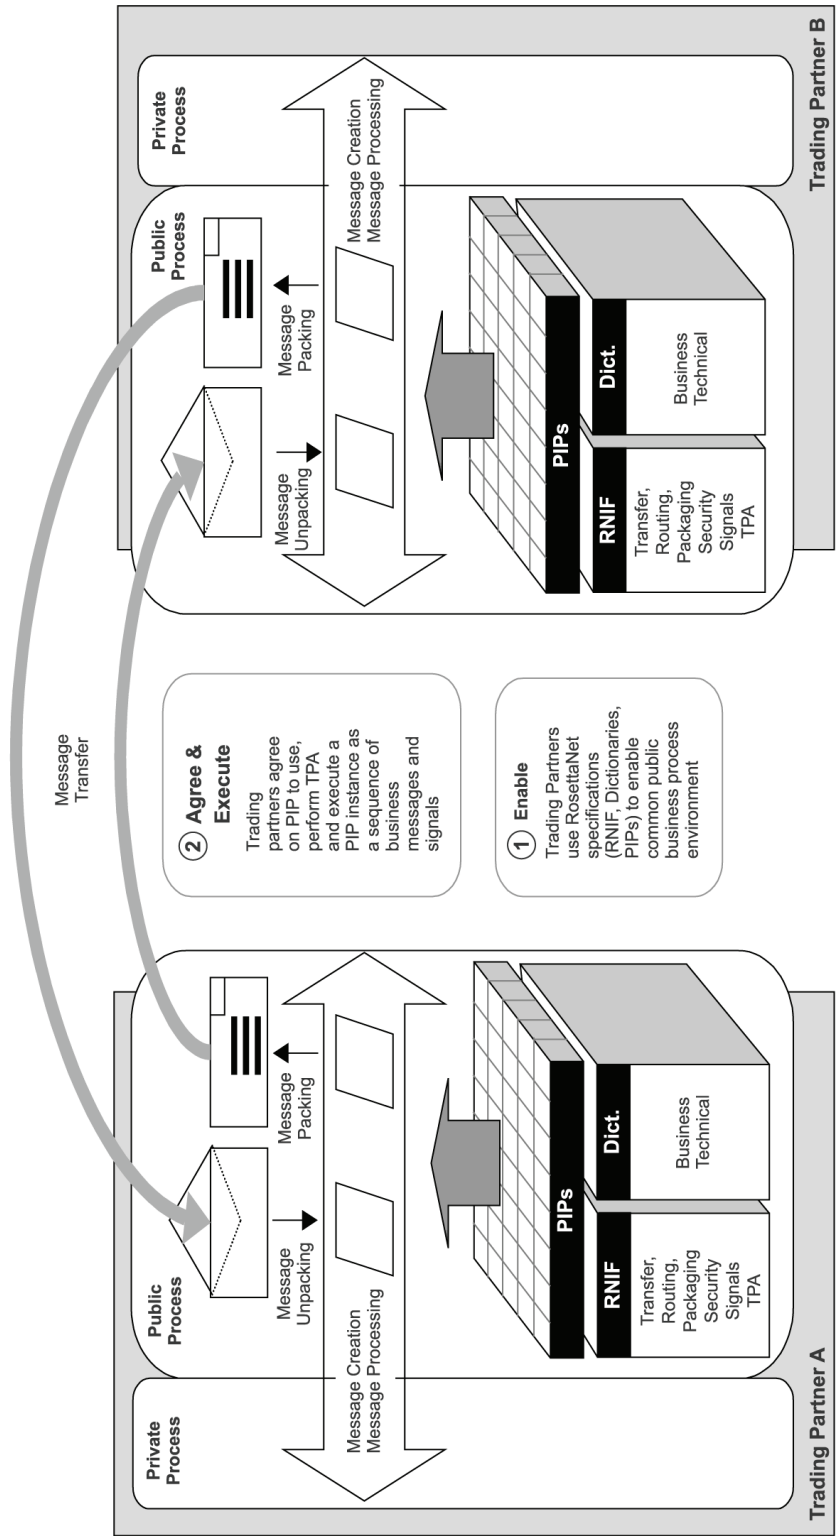 Message
Transfer
Private
Process
Public
Process
Message
Unpacking
Message
Packing
Message Creation
Message Processing
PIPs
RNIF
Dict.
Transfer,
Routing,
Packaging
Security
Signals
TPA
Business
Technical
Trading Partner A
2 Agree &
Execute
Trading
partners agree
on PIP to use,
perform TPA
and execute a
PIP instance as
a sequence of
business
messages and
signals
1 Enable
Trading Partners
use RosettaNet
specifications
(RNIF, Dictionaries,
PIPs) to enable
common public
business process
environment
Public
Process
Private
Process
Message
Unpacking
Message
Packing
Message Creation
Message Processing
PIPs
RNIF
Dict.
Transfer,
Routing,
Packaging
Security
Signals
TPA
Business
Technical
Trading Partner B